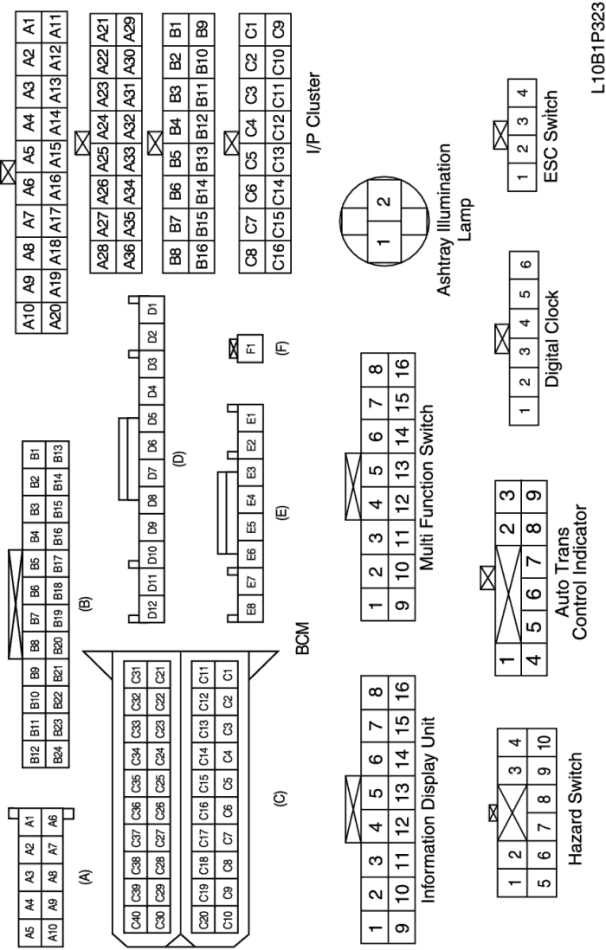 A5 A4 A3 A2 A1
A10 A9 A8 A7 A6
(A)
B12 B11 B10 B9 B8 B7 B6 B5 B4 B3 B2 B1
B24 B23 B22 B21 B20 B19 B18 B17 B16 B15 B14 B13
(B)
C40 C39 C38 C37 C36 C35 C34 C33 C32 C31
C30 C29 C28 C27 C26 C25 C24 C23 C22 C21
C20 C19 C18 C17 C16 C15 C14 C13 C12 C11
C10 C9 C8 C7 C6 C5 C4 C3 C2 C1
(C)
D12 D11 D10 D9 D8 D7 D6 D5 D4 D3 D2 D1
(D)
E8 E7 E6 E5 E4 E3 E2 E1
(E)
F1
(F)
BCM
A10 A9 A8 A7 A6 A5 A4 A3 A2 A1
A20 A19 A18 A17 A16 A15 A14 A13 A12 A11
A28 A27 A26 A25 A24 A23 A22 A21
A36 A35 A34 A33 A32 A31 A30 A29
B8 B7 B6 B5 B4 B3 B2 B1
B16 B15 B14 B13 B12 B11 B10 B9
C8 C7 C6 C5 C4 C3 C2 C1
C16 C15 C14 C13 C12 C11 C10 C9
I/P Cluster
1 2 3 4 5 6 7 8
9 10 11 12 13 14 15 16
Information Display Unit
1 2 3 4 5 6 7 8
9 10 11 12 13 14 15 16
Multi Function Switch
1 2
Ashtray Illumination
Lamp
1 2 3 4
5 6 7 8 9 10
Hazard Switch
1 2 3
4 5 6 7 8 9
Auto Trans
Control Indicator
1 2 3 4 5 6
Digital Clock
1 2 3 4
ESC Switch
L10B1P323